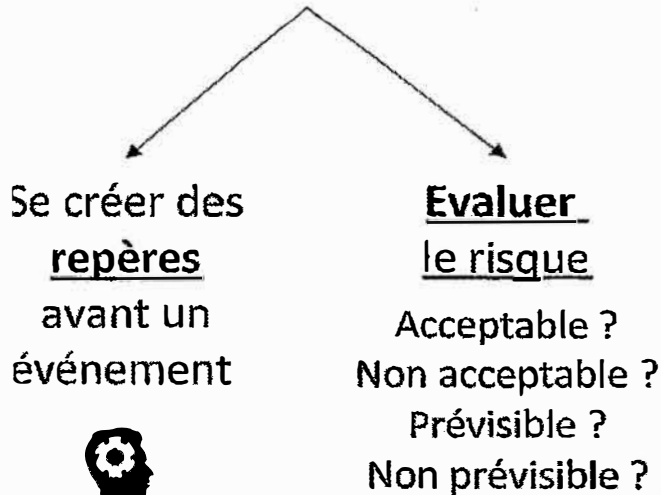 Se créer des
repères
avant un
événement
Evaluer
le risque
Acceptable ?
Non acceptable ?
Prévisible ?
Non prévisible ?